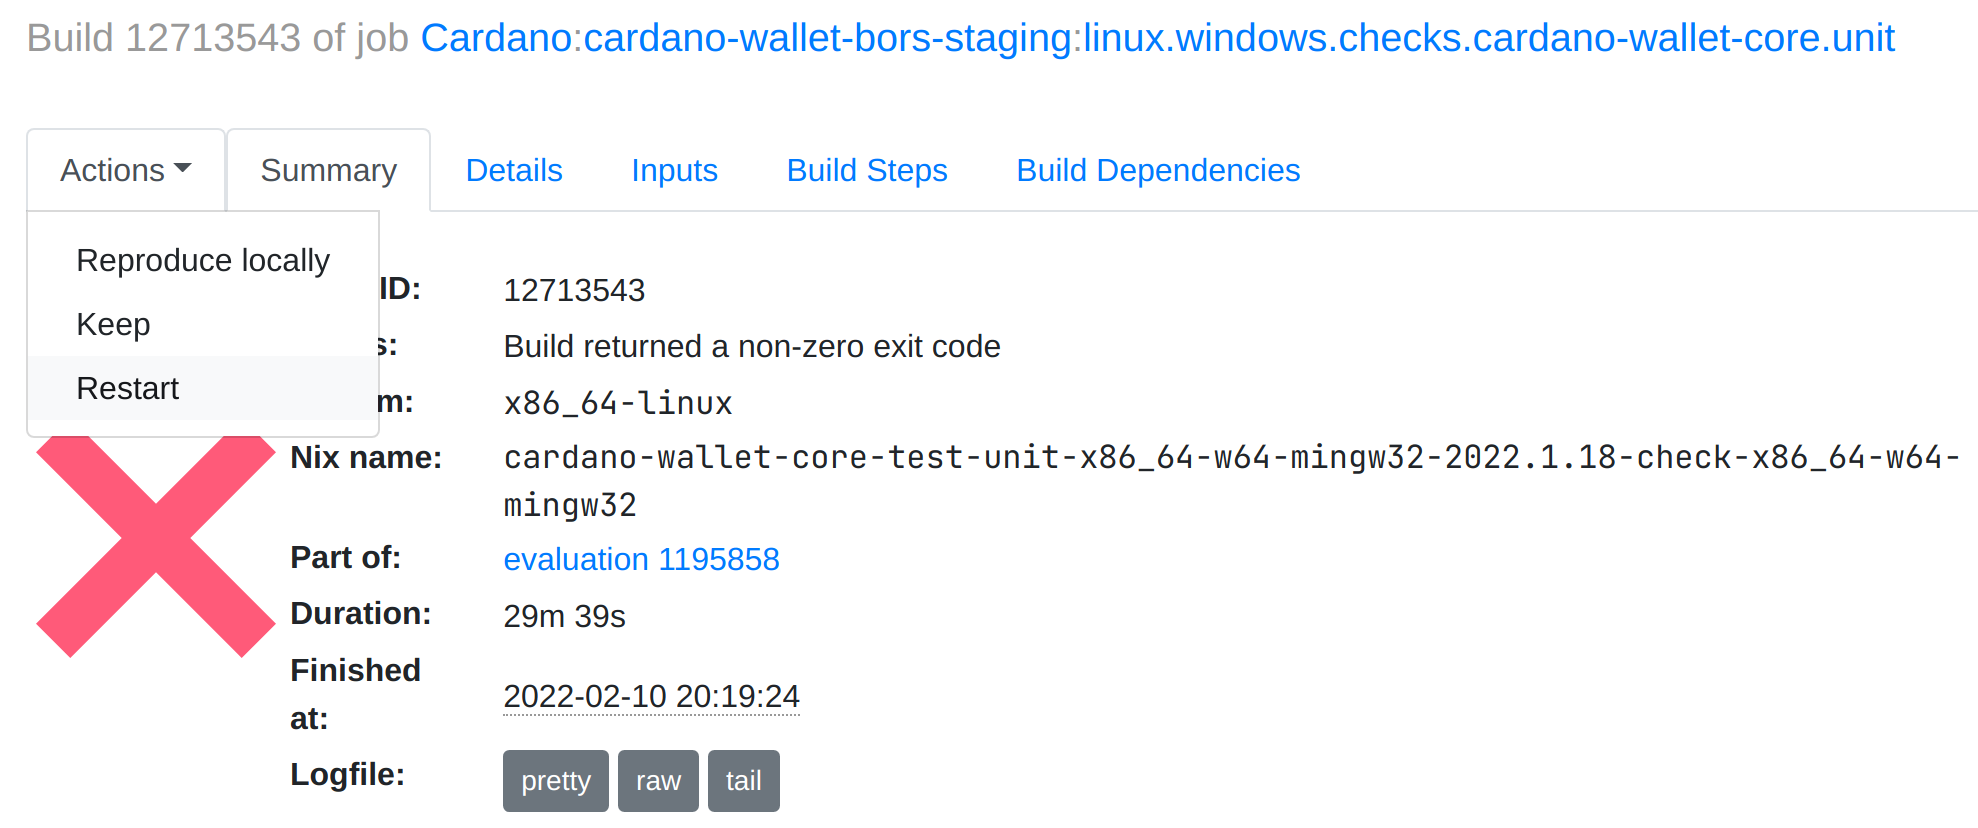 Build 12713543 of job Cardano:cardano-wallet-bors-staging:linux.windows.checks.cardano-wallet-core.unit
Actions Summary Details Inputs Build Steps Build Dependencies
Reproduce locally
Keep
Restart
ID: 12713543
s: Build returned a non-zero exit code
m: x86_64-linux
Nix name: cardano-wallet-core-test-unit-x86_64-w64-mingw32-2022.1.18-check-x86_64-w64-
mingw32
Part of: evaluation 1195858
Duration: 29m 39s
Finished
at: 2022-02-10 20:19:24
Logfile: pretty raw tail